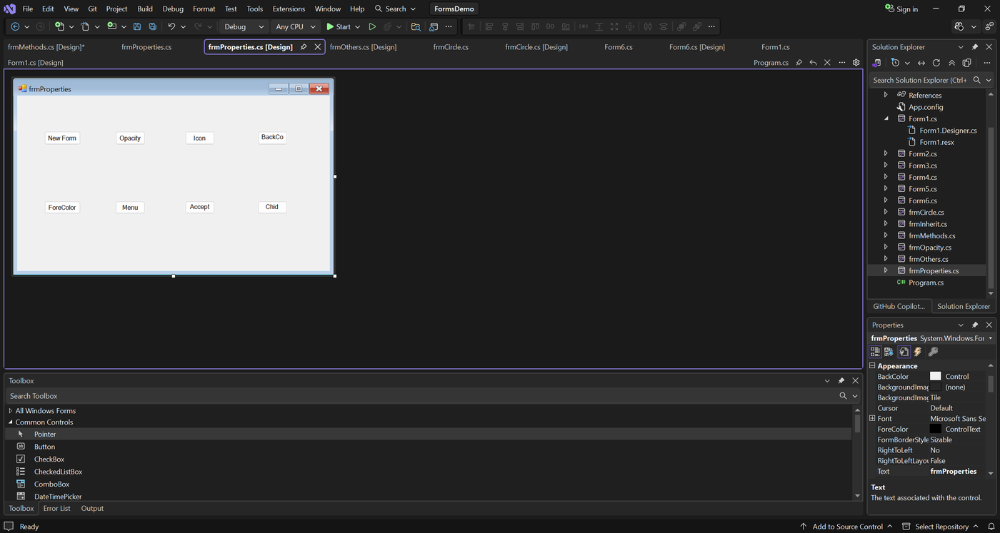 File Edit View Git Project Build Debug Format Test Tools Extensions Window Help Search FormsDemo Sign in
Debug Any CPU Start
frmMethods.cs [Design]* frmProperties.cs frmProperties.cs [Design] frmOthers.cs [Design] frmCircle.cs frmCircle.cs [Design] Form6.cs Form6.cs [Design] Form1.cs
Form1.cs [Design] Program.cs
frmProperties
New Form Opacity Icon BackCo
ForeColor Menu Accept Chid
Solution Explorer
Search Solution Explorer (Ctrl+
References
App.config
Form1.cs
Form1.Designer.cs
Form1.resx
Form2.cs
Form3.cs
Form4.cs
Form5.cs
Form6.cs
frmCircle.cs
frmInherit.cs
frmMethods.cs
frmOpacity.cs
frmOthers.cs
frmProperties.cs
C# Program.cs
GitHub Copilot... Solution Explorer
Properties
frmProperties System.Windows.For
Appearance
BackColor Control
BackgroundImag (none)
BackgroundImag Tile
Cursor Default
Font Microsoft Sans Se
ForeColor ControlText
FormBorderStyle Sizable
RightToLeft No
RightToLeftLayou False
Text frmProperties
Text
The text associated with the control.
Toolbox
Search Toolbox
All Windows Forms
Common Controls
Pointer
Button
CheckBox
CheckedListBox
ComboBox
DateTimePicker
Toolbox Error List Output
Ready Add to Source Control Select Repository